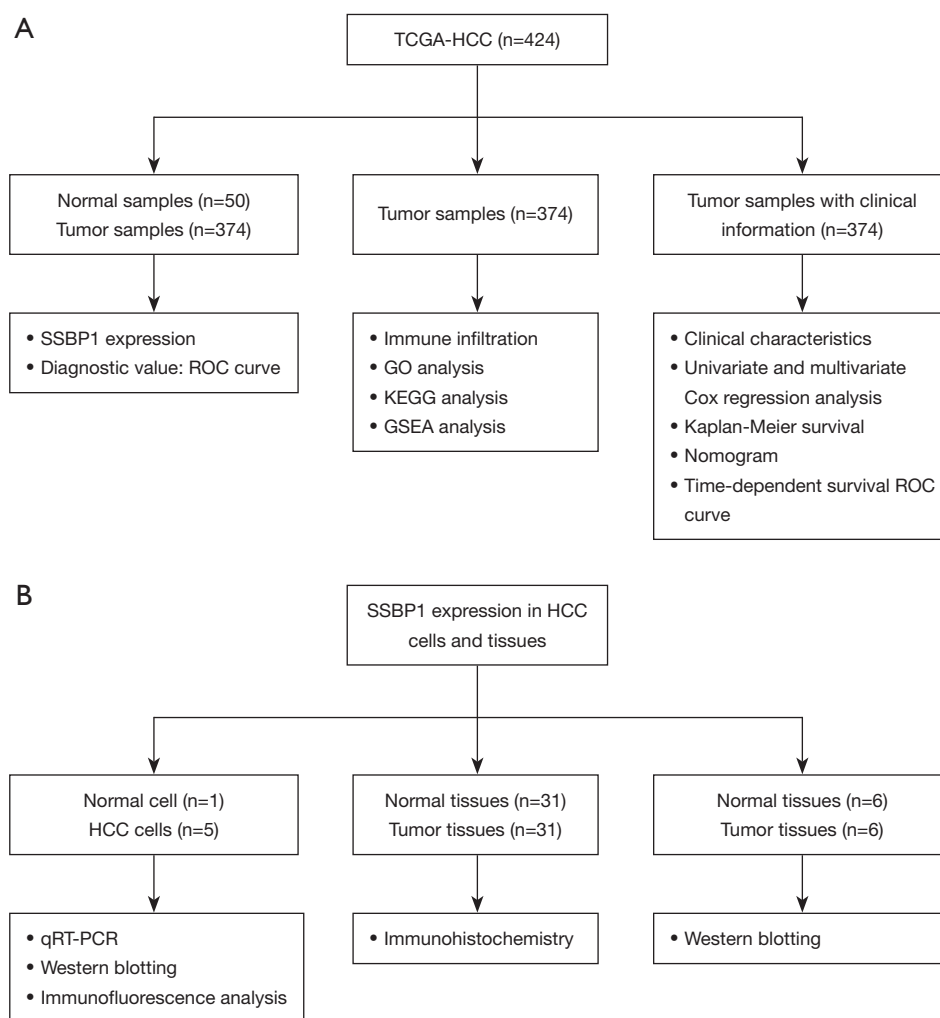 A
TCGA-HCC (n=424)
Normal samples (n=50)
Tumor samples (n=374)
Tumor samples (n=374)
Tumor samples with clinical
information (n=374)
• SSBP1 expression
• Diagnostic value: ROC curve
• Immune infiltration
• GO analysis
• KEGG analysis
• GSEA analysis
• Clinical characteristics
• Univariate and multivariate
Cox regression analysis
• Kaplan-Meier survival
• Nomogram
• Time-dependent survival ROC
curve
B
SSBP1 expression in HCC
cells and tissues
Normal cell (n=1)
HCC cells (n=5)
Normal tissues (n=31)
Tumor tissues (n=31)
Normal tissues (n=6)
Tumor tissues (n=6)
• qRT-PCR
• Western blotting
• Immunofluorescence analysis
• Immunohistochemistry
• Western blotting